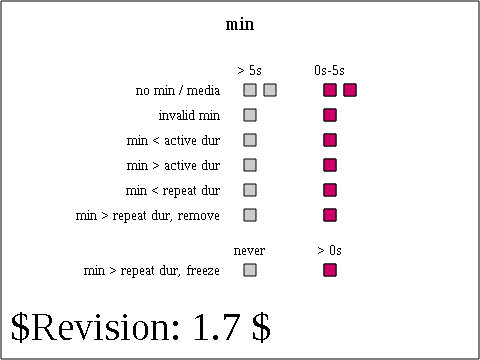 min
> 5s 0s-5s
no min / media
invalid min
min < active dur
min > active dur
min < repeat dur
min > repeat dur, remove
never > 0s
min > repeat dur, freeze
$Revision: 1.7 $